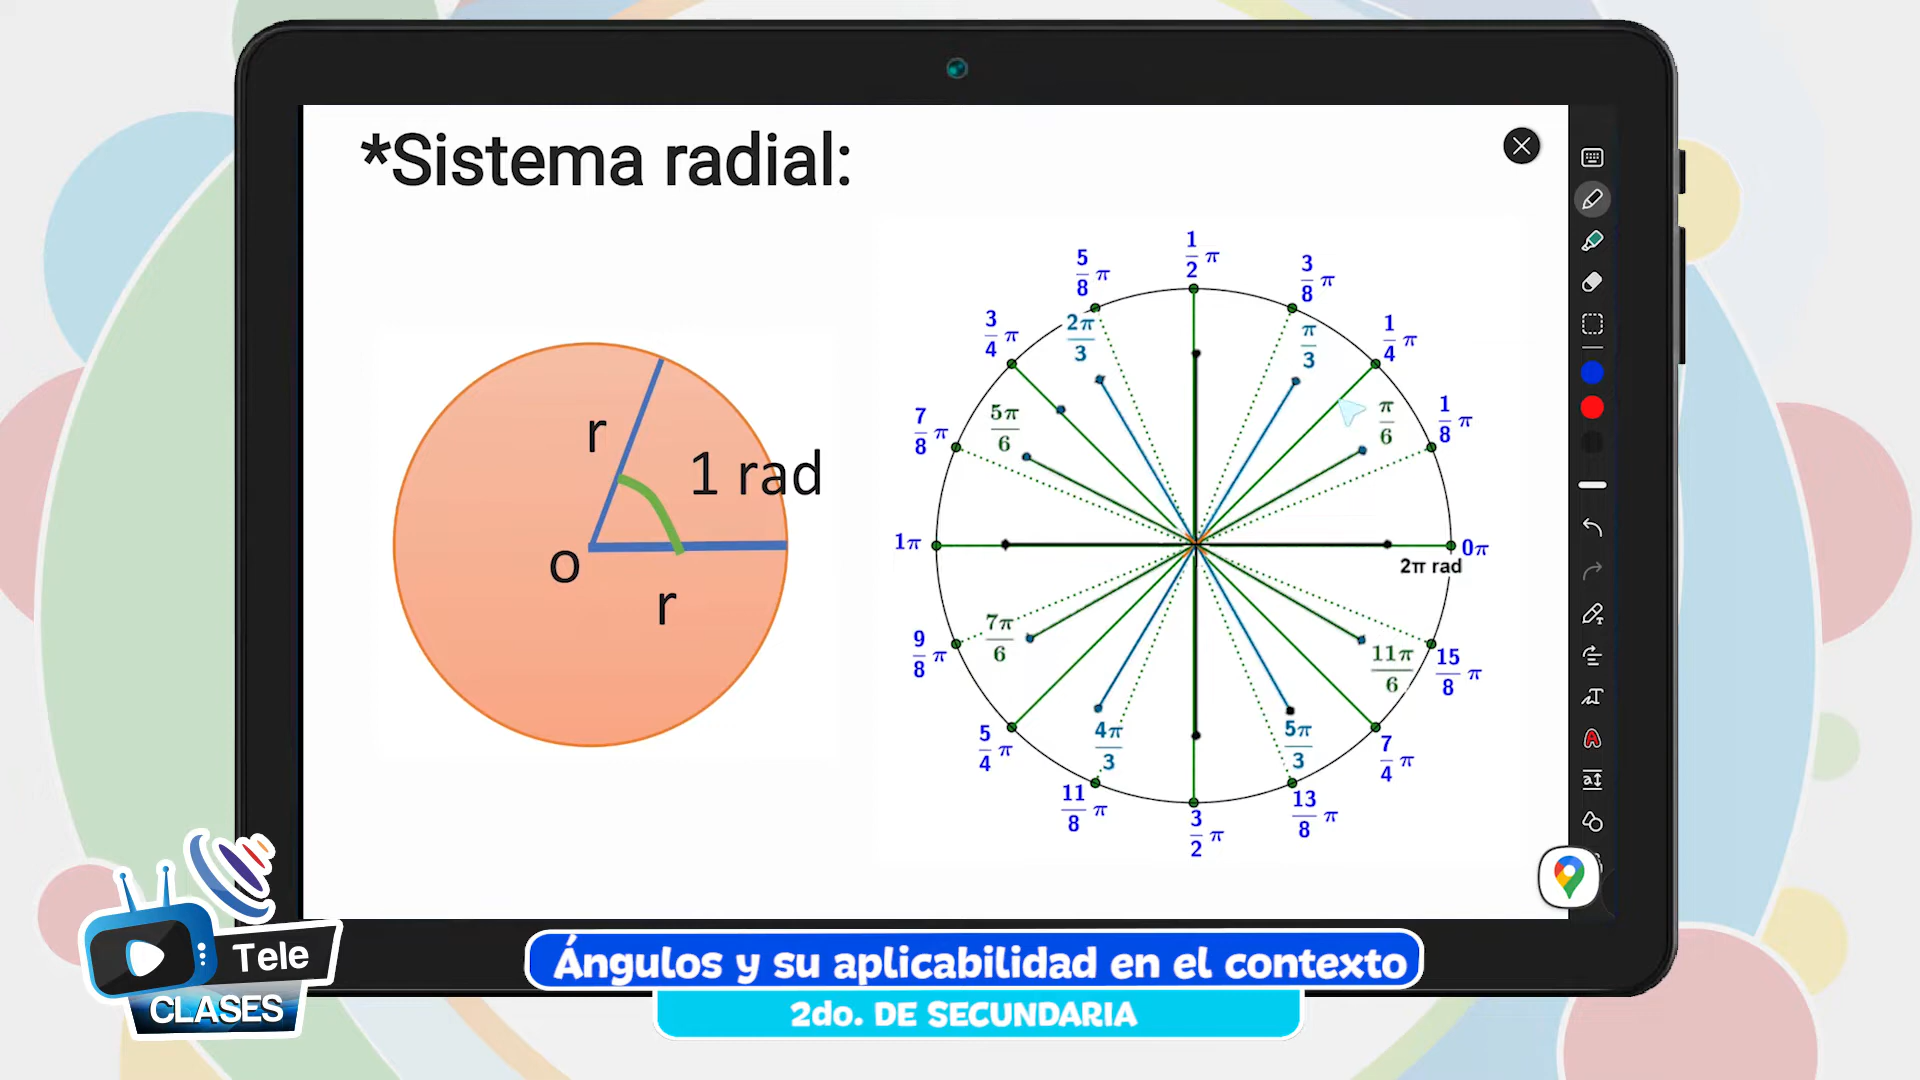 *Sistema radial:
r
1 rad
o
r
1/2 π
5/8 π
3/8 π
3/4 π
2π/3
π/3
1/4 π
7/8 π
5π/6
π/6
1/8 π
1π
0π
2π rad
9/8 π
7π/6
11π/6
15/8 π
5/4 π
4π/3
5π/3
7/4 π
11/8 π
13/8 π
3/2 π
Tele
CLASES
Ángulos y su aplicabilidad en el contexto
2do. DE SECUNDARIA